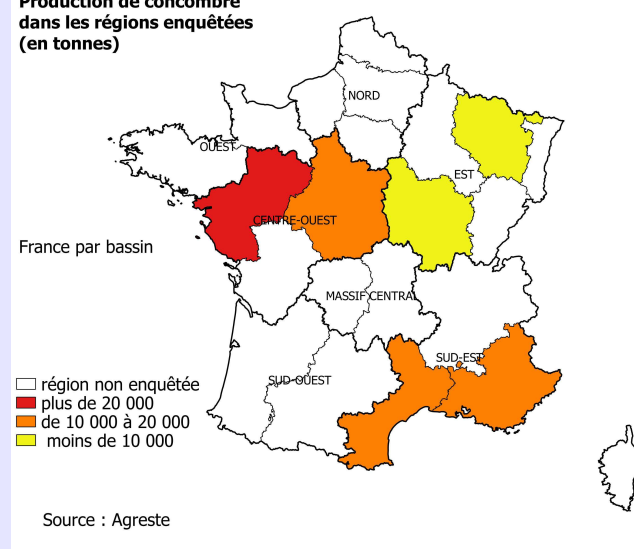 Production de concombre
dans les régions enquêtées
(en tonnes)
NORD
OUEST
EST
CENTRE-OUEST
France par bassin
MASSIF CENTRAL
SUD-EST
SUD-OUEST
région non enquêtée
plus de 20 000
de 10 000 à 20 000
moins de 10 000
Source : Agreste